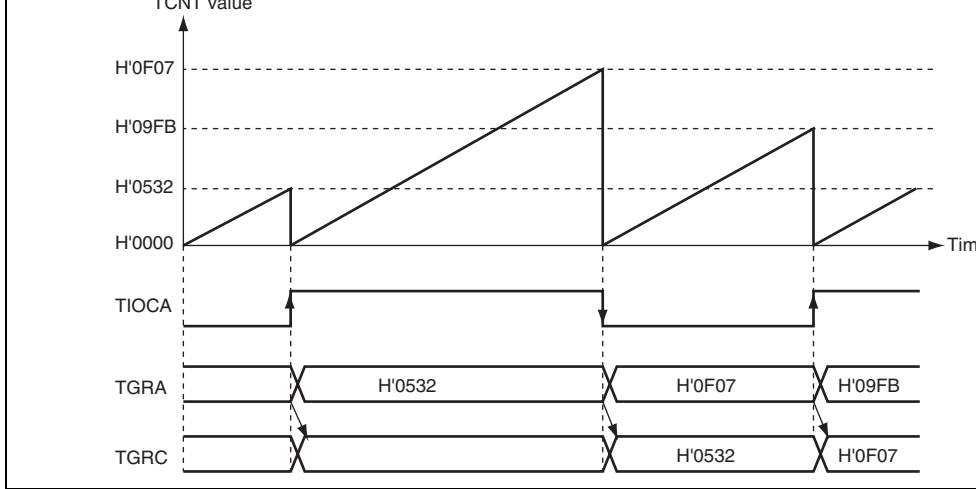 TCNT value
H'0F07
H'09FB
H'0532
H'0000
Tim
TIOCA
TGRA
H'0532
H'0F07
H'09FB
TGRC
H'0532
H'0F07